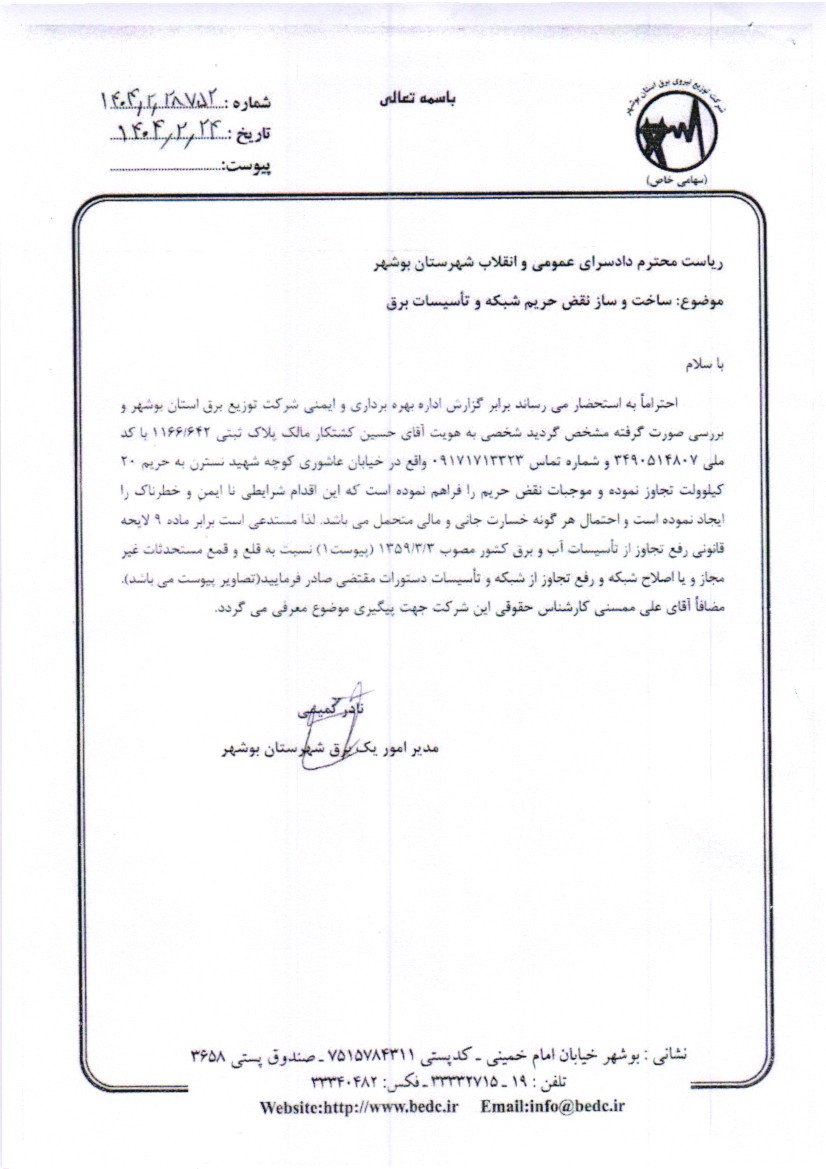 باسمه تعالی
شرکت توزیع نیروی برق استان بوشهر
(سهامی خاص)
شماره : ۱۴۰۴٫۲٫۲۸۷۵۲
تاریخ : ۱۴۰۴٫۲٫۲۴
پیوست:
ریاست محترم دادسرای عمومی و انقلاب شهرستان بوشهر
موضوع: ساخت و ساز نقض حریم شبکه و تأسیسات برق
با سلام
احتراماً به استحضار می رساند برابر گزارش اداره بهره برداری و ایمنی شرکت توزیع برق استان بوشهر و
بررسی صورت گرفته مشخص گردید شخصی به هویت آقای حسین کشتکار مالک پلاک ثبتی ۱۱۶۶/۶۴۲ با کد
ملی ۳۴۹۰۵۱۴۸۰۷ و شماره تماس ۰۹۱۷۱۷۱۳۳۲۳ واقع در خیابان عاشوری کوچه شهید نسترن به حریم ۲۰
کیلوولت تجاوز نموده و موجبات نقض حریم را فراهم نموده است که این اقدام شرایطی نا ایمن و خطرناک را
ایجاد نموده است و احتمال هر گونه خسارت جانی و مالی متحمل می باشد. لذا مستدعی است برابر ماده ۹ لایحه
قانونی رفع تجاوز از تأسیسات آب و برق کشور مصوب ۱۳۵۹/۳/۳ (پیوست۱) نسبت به قلع و قمع مستحدثات غیر
مجاز و یا اصلاح شبکه و رفع تجاوز از شبکه و تأسیسات دستورات مقتضی صادر فرمایید(تصاویر پیوست می باشد).
مضافاً آقای علی ممسنی کارشناس حقوقی این شرکت جهت پیگیری موضوع معرفی می گردد.
نادر
مدیر امور یک برق شهرستان بوشهر
نشانی : بوشهر خیابان امام خمینی ـ کدپستی ۷۵۱۵۷۸۴۳۱۱ ـ صندوق پستی ۳۶۵۸
تلفن : ۱۹ ـ ۳۳۳۳۲۷۱۵ ـ فکس: ۳۳۳۴۰۴۸۲
Website:http://www.bedc.ir Email:info@bedc.ir